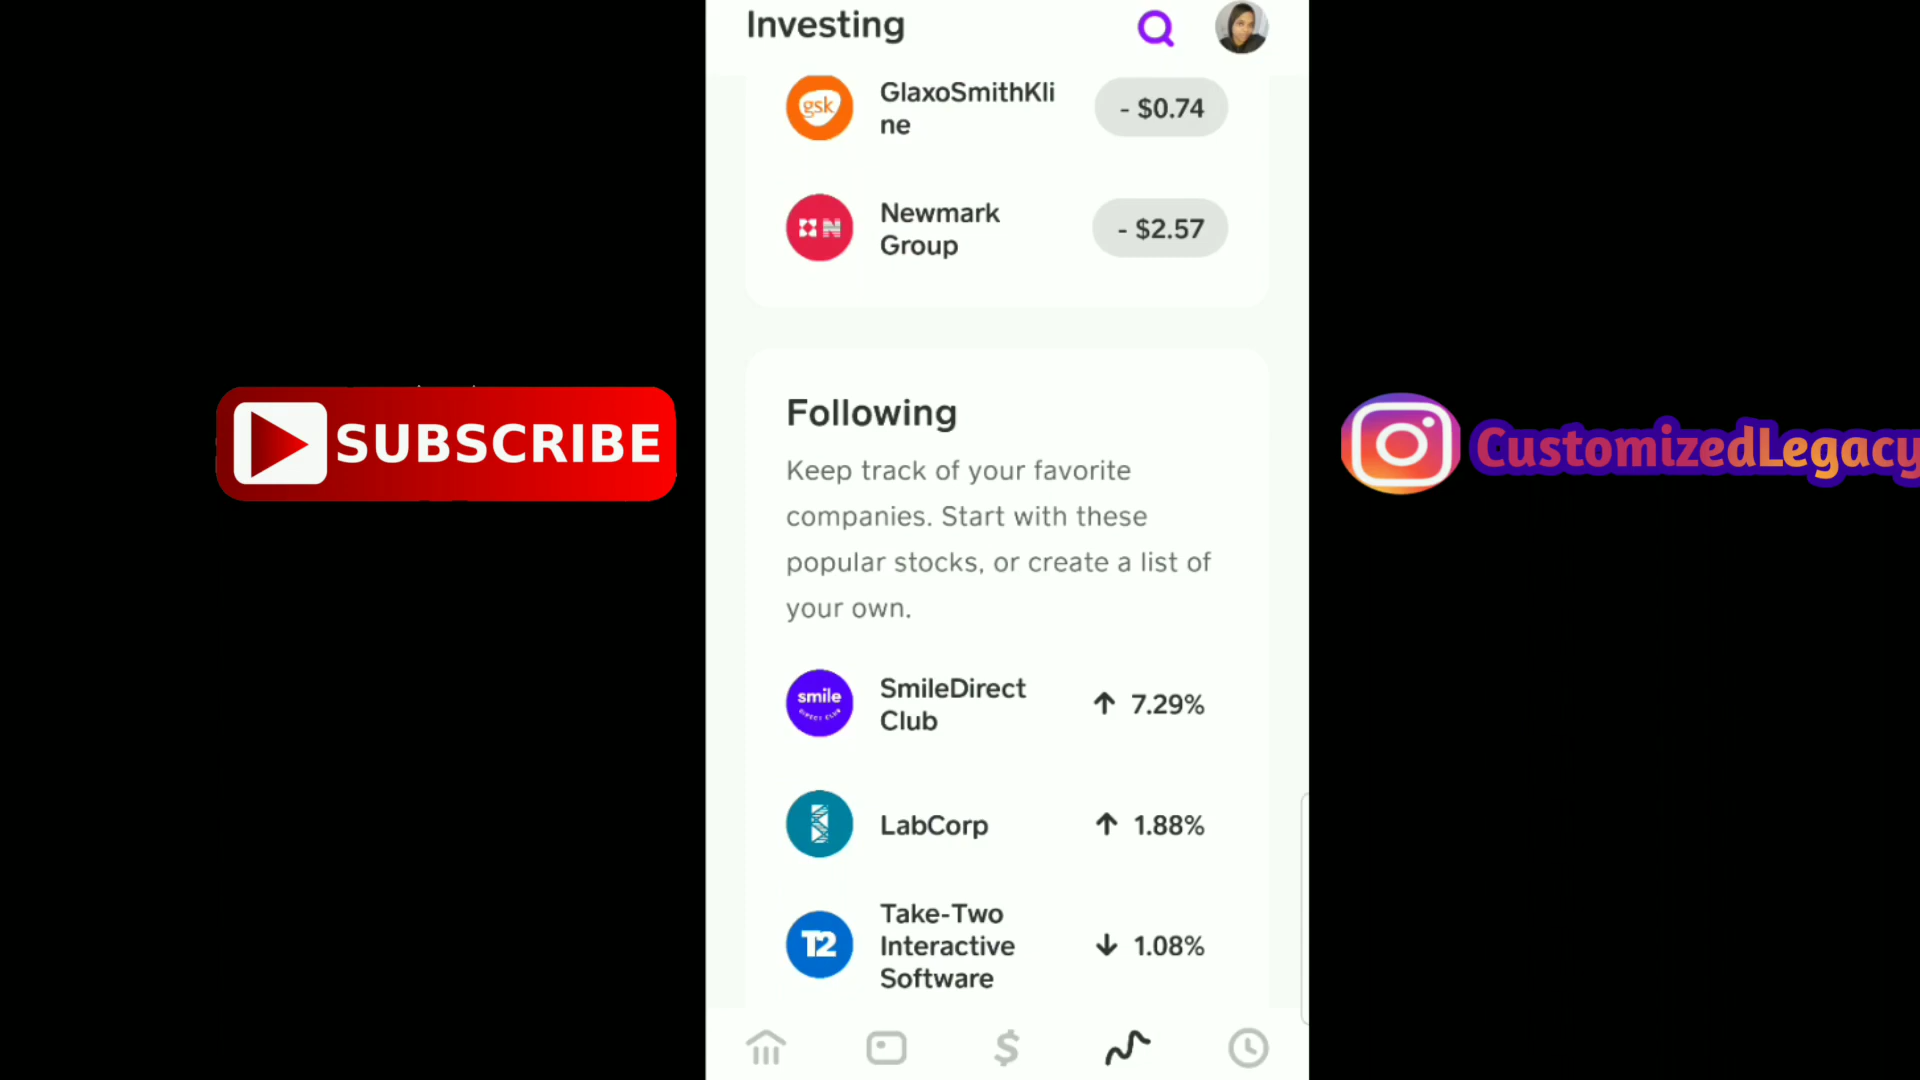 Investing
gsk
GlaxoSmithKli
ne
- $0.74
N
Newmark
Group
- $2.57
SUBSCRIBE
CustomizedLegacy
Following
Keep track of your favorite
companies. Start with these
popular stocks, or create a list of
your own.
smile
DIRECT CLUB
SmileDirect
Club
↑ 7.29%
LabCorp
↑ 1.88%
T2
Take-Two
Interactive
Software
↓ 1.08%
$